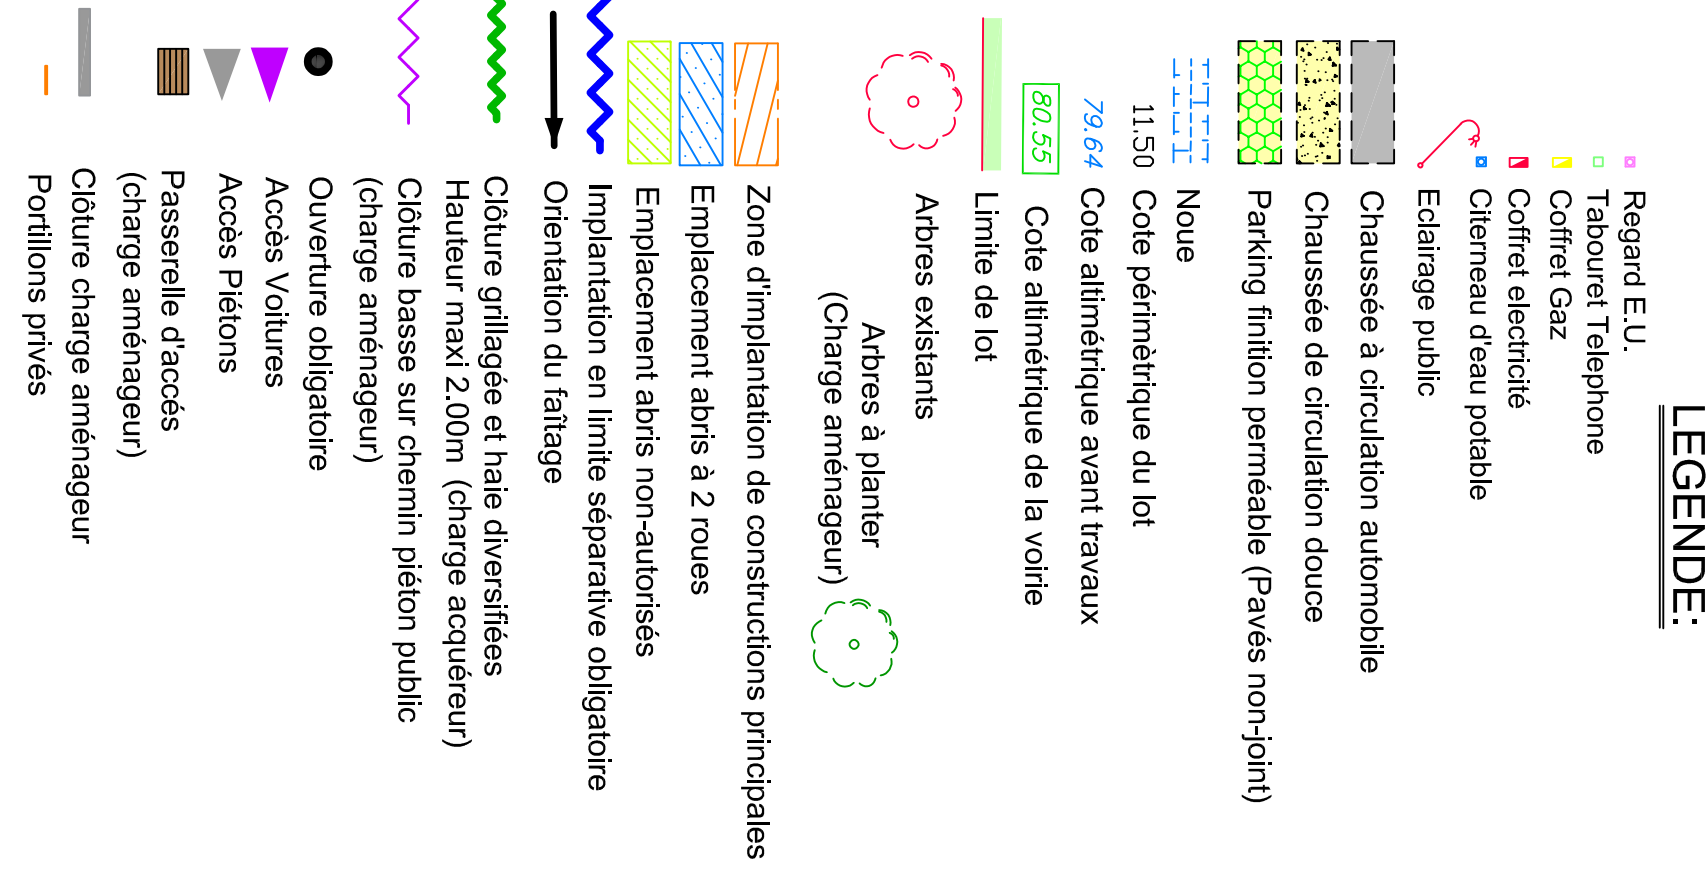 LEGENDE:
Regard E.U.
Tabouret Telephone
Coffret Gaz
Coffret electricité
Citerneau d'eau potable
Eclairage public
Chaussée à circulation automobile
Chaussée de circulation douce
Parking finition perméable (Pavés non-joint)
Noue
11.50 Cote périmètrique du lot
79.64 Cote altimétrique avant travaux
80.55 Cote altimétrique de la voirie
Limite de lot
Arbres existants
Arbres à planter
(Charge aménageur)
Zone d'implantation de constructions principales
Emplacement abris à 2 roues
Emplacement abris non-autorisés
Implantation en limite séparative obligatoire
Orientation du faîtage
Clôture grillagée et haie diversifiées
Hauteur maxi 2.00m (charge acquéreur)
Clôture basse sur chemin piéton public
(charge aménageur)
Ouverture obligatoire
Accès Voitures
Accès Piétons
Passerelle d'accés
(charge aménageur)
Clôture charge aménageur
Portillons privés